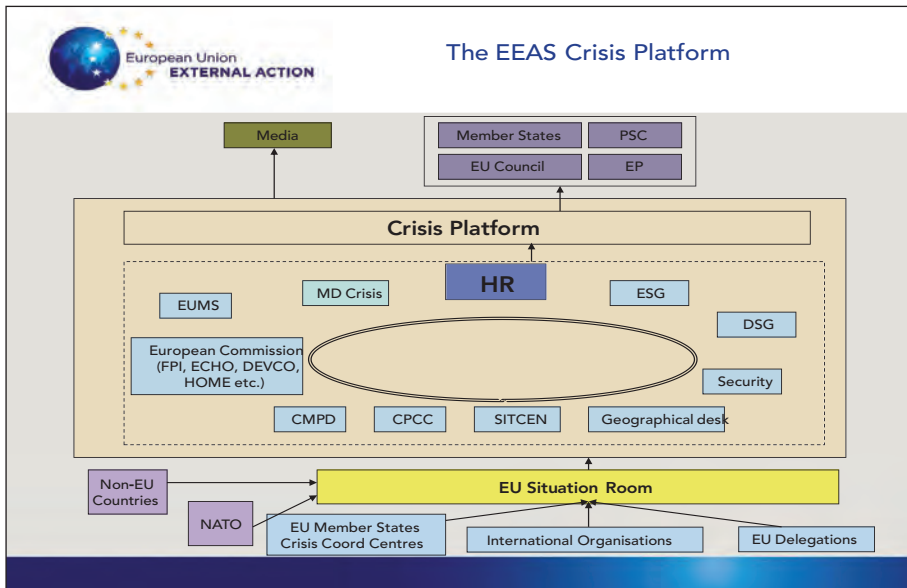 European Union
EXTERNAL ACTION
The EEAS Crisis Platform
Media
Member States
PSC
EU Council
EP
Crisis Platform
HR
MD Crisis
ESG
EUMS
DSG
European Commission
(FPI, ECHO, DEVCO,
HOME etc.)
Security
CMPD
CPCC
SITCEN
Geographical desk
Non-EU
Countries
EU Situation Room
NATO
EU Member States
Crisis Coord Centres
International Organisations
EU Delegations